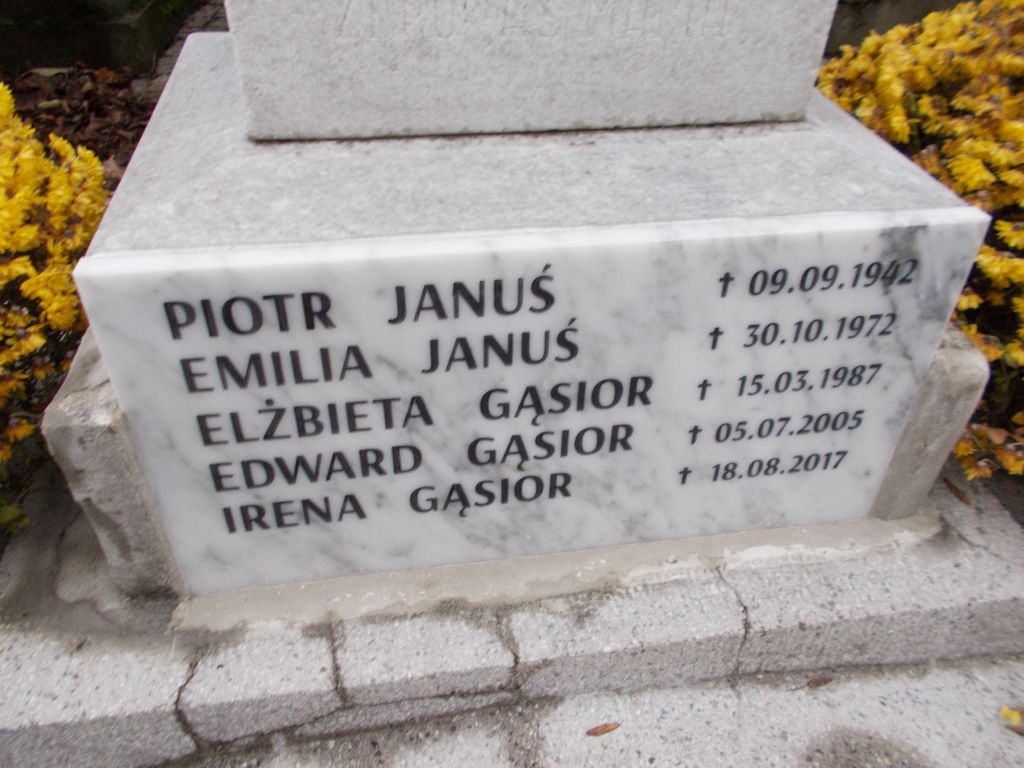 PIOTR JANUŚ † 09.09.1942
EMILIA JANUŚ † 30.10.1972
ELŻBIETA GĄSIOR † 15.03.1987
EDWARD GĄSIOR † 05.07.2005
IRENA GĄSIOR † 18.08.2017